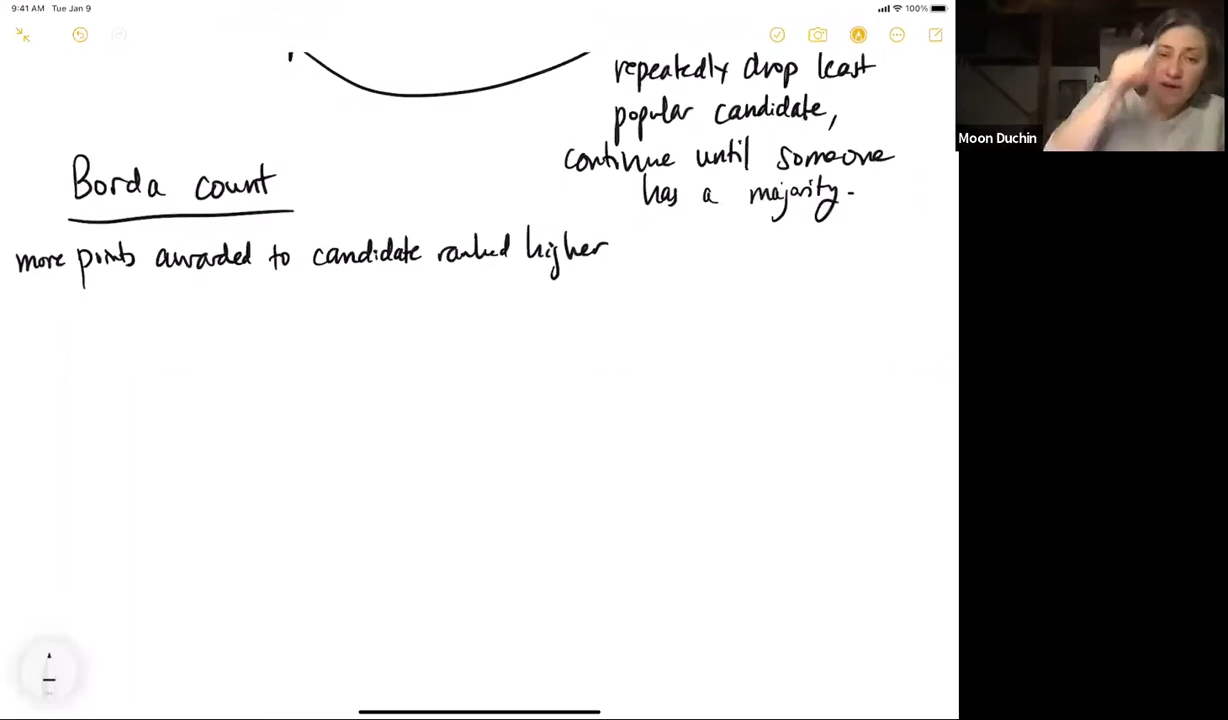 9:41 AM Tue Jan 9
100%
repeatedly drop least
popular candidate,
continue until someone
has a majority.
Moon Duchin
Borda count
more points awarded to candidate ranked higher